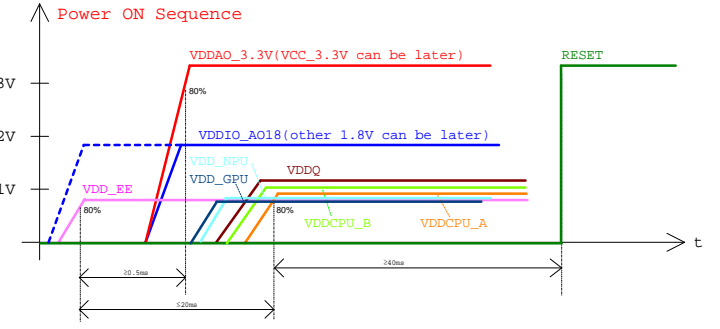 Power ON Sequence
VDDAO_3.3V(VCC_3.3V can be later)
RESET
3V
80%
2V
VDDIO_AO18(other 1.8V can be later)
VDD_NPU
VDDQ
VDD_GPU
1V
VDD_EE
80%
80%
VDDCPU_B
VDDCPU_A
t
≥40ms
≥0.5ms
≤20ms